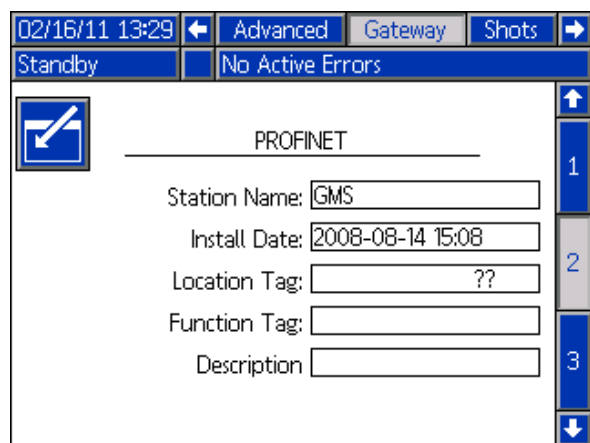 02/16/11 13:29 Advanced Gateway Shots
Standby No Active Errors
PROFINET
1
Station Name: GMS
Install Date: 2008-08-14 15:08
2
Location Tag: ??
Function Tag:
Description
3